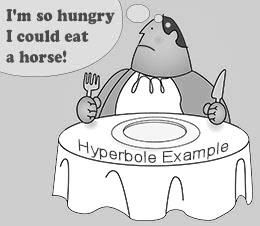 I'm so hungry
I could eat
a horse!
Hyperbole Example